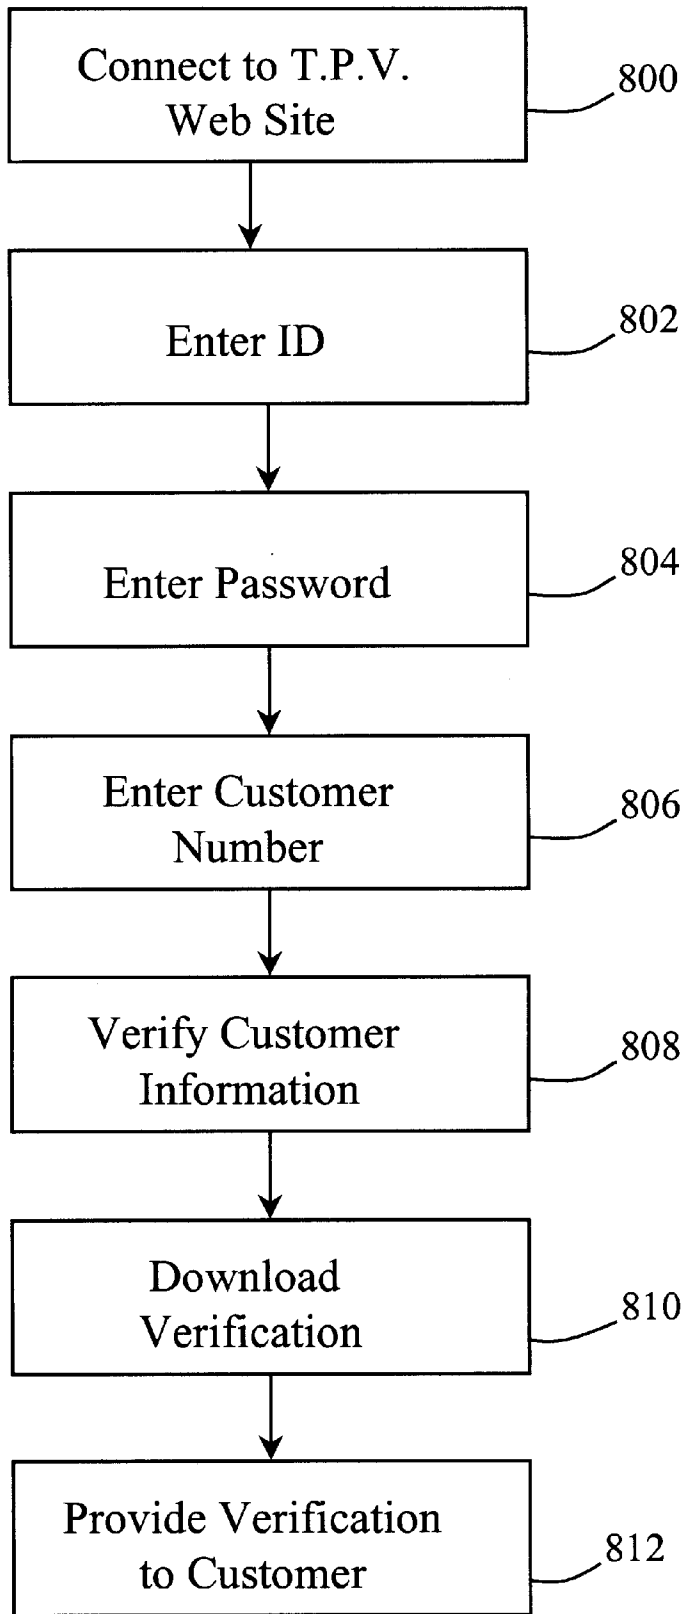 Connect to T.P.V.
Web Site
800
Enter ID
802
Enter Password
804
Enter Customer
Number
806
Verify Customer
Information
808
Download
Verification
810
Provide Verification
to Customer
812